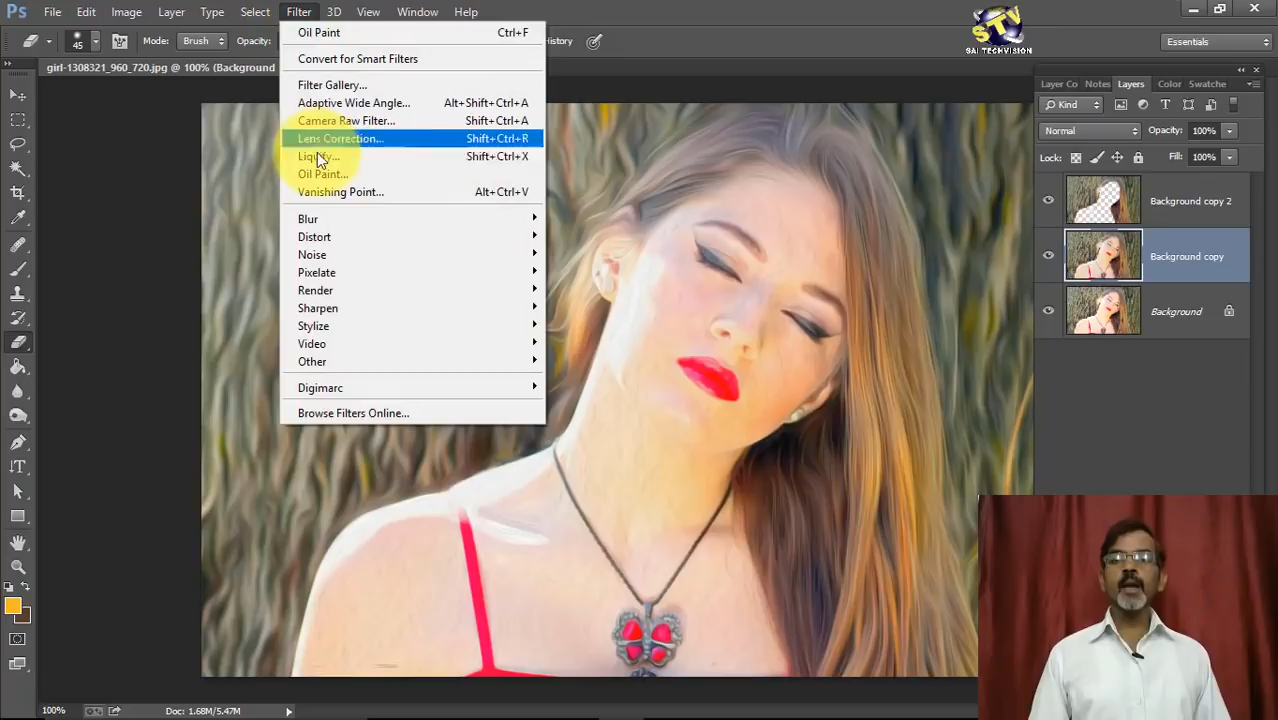 Ps File Edit Image Layer Type Select Filter 3D View Window Help
STV
SAI TECHVISION
45 Mode: Brush Opacity: History Essentials
girl-1308321_960_720.jpg @ 100% (Background
Oil Paint Ctrl+F
Convert for Smart Filters
Filter Gallery...
Adaptive Wide Angle... Alt+Shift+Ctrl+A
Camera Raw Filter... Shift+Ctrl+A
Lens Correction... Shift+Ctrl+R
Liquify... Shift+Ctrl+X
Oil Paint...
Vanishing Point... Alt+Ctrl+V
Blur
Distort
Noise
Pixelate
Render
Sharpen
Stylize
Video
Other
Digimarc
Browse Filters Online...
Layer Co Notes Layers Color Swatche
Kind
Normal Opacity: 100%
Lock: Fill: 100%
Background copy 2
Background copy
Background
100% Doc: 1.68M/5.47M